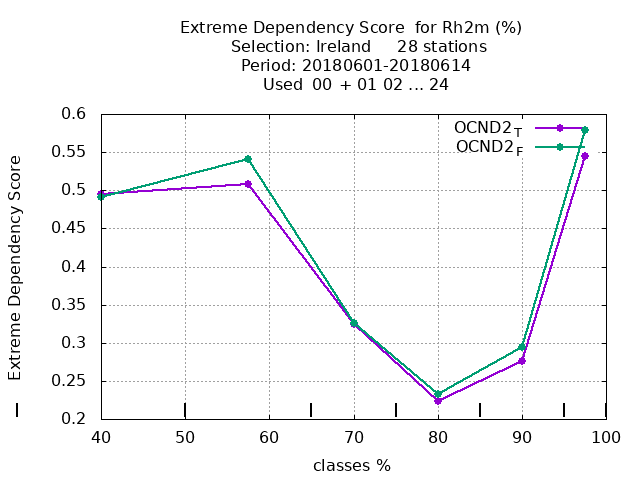 Extreme Dependency Score  for Rh2m (%)
Selection: Ireland     28 stations
Period: 20180601-20180614
Used  00 + 01 02 ... 24
0.6
0.55
0.5
0.45
0.4
0.35
0.3
0.25
0.2
Extreme Dependency Score
OCND2T
OCND2F
40 50 60 70 80 90 100
classes %